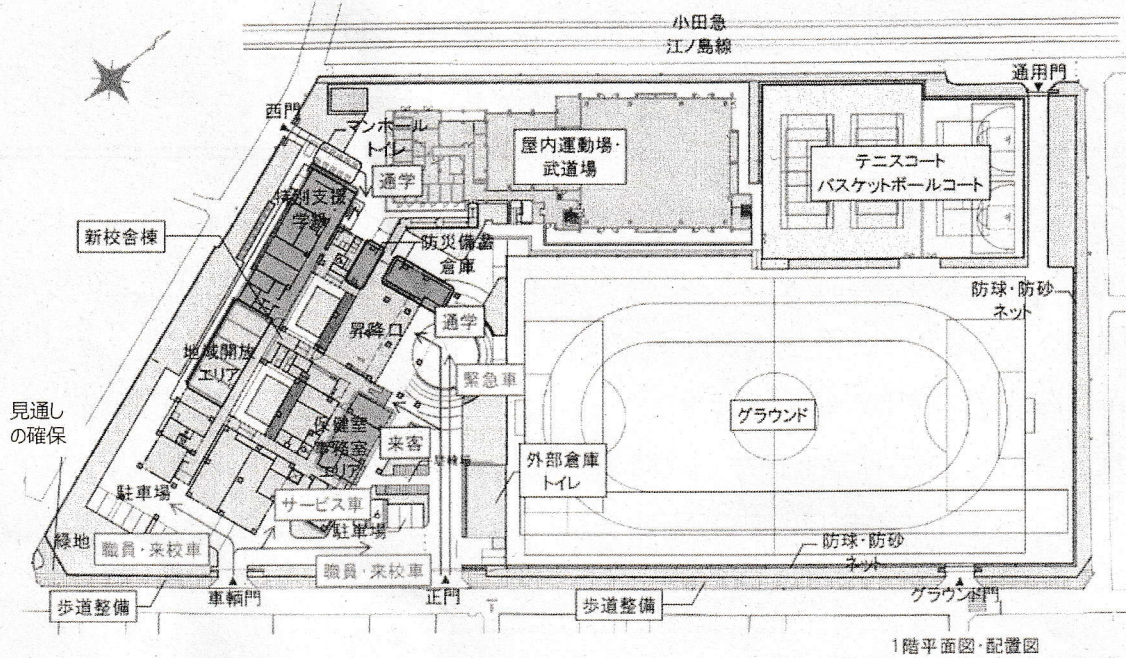 小田急
江ノ島線
通用門
西門
マンホール
トイレ
屋内運動場・
武道場
テニスコート
バスケットボールコート
通学
特別支援
学級
新校舎棟
防災備蓄
倉庫
防球・防砂
ネット
通学
昇降口
地域開放
エリア
緊急車
見通し
の確保
グラウンド
保健室
事務室
エリア
来客
駐輪場
外部倉庫
トイレ
駐車場
サービス車
駐車場
緑地
職員・来校車
職員・来校車
防球・防砂
ネット
歩道整備
車輌門
正門
歩道整備
グラウンド門
1階平面図・配置図